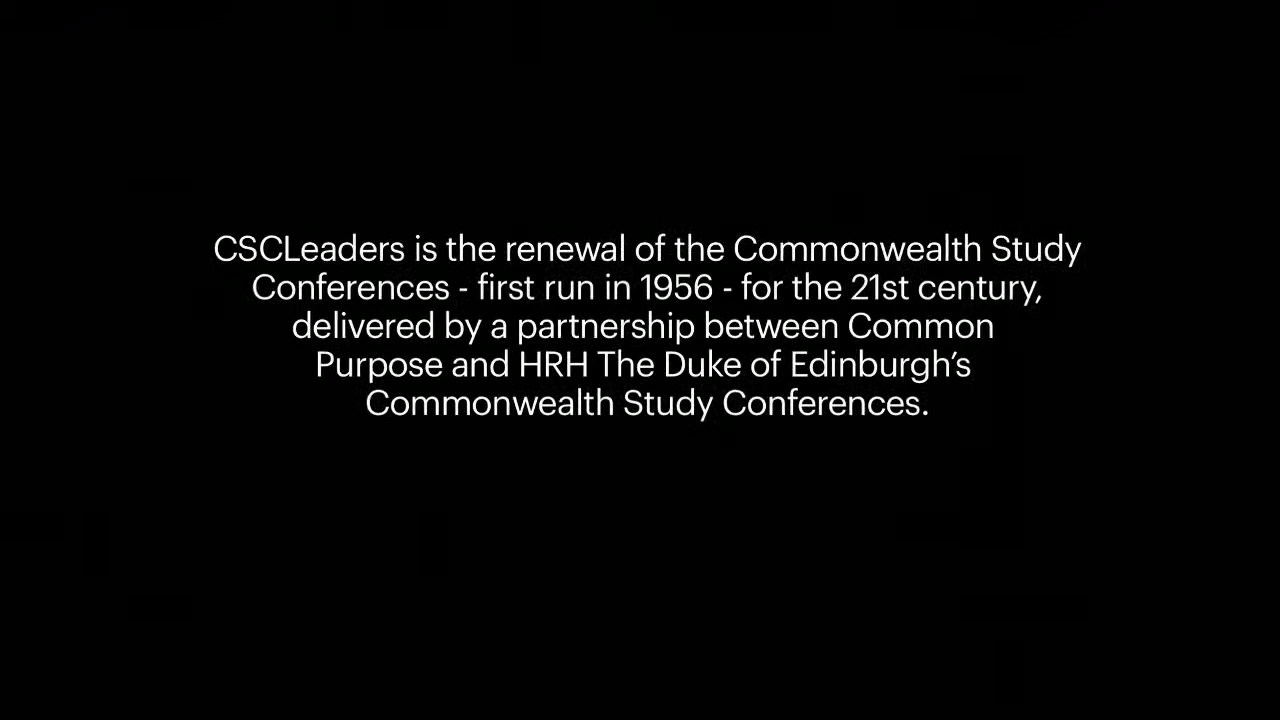 CSCLeaders is the renewal of the Commonwealth Study
Conferences - first run in 1956 - for the 21st century,
delivered by a partnership between Common
Purpose and HRH The Duke of Edinburgh’s
Commonwealth Study Conferences.